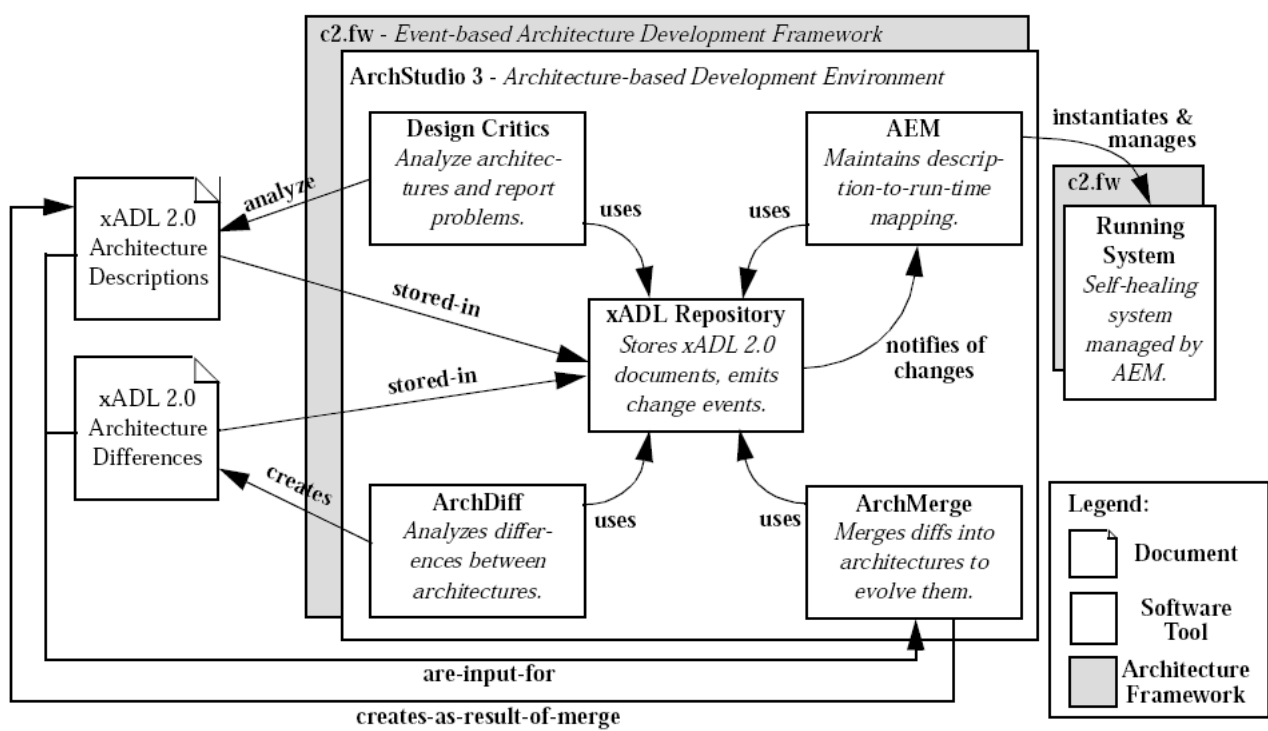 c2.fw - Event-based Architecture Development Framework
ArchStudio 3 - Architecture-based Development Environment
Design Critics
Analyze architec-
tures and report
problems.
AEM
Maintains descrip-
tion-to-run-time
mapping.
instantiates &
manages
c2.fw
Running
System
Self-healing
system
managed by
AEM.
analyze
xADL 2.0
Architecture
Descriptions
uses
uses
stored-in
xADL Repository
Stores xADL 2.0
documents, emits
change events.
notifies of
changes
xADL 2.0
Architecture
Differences
stored-in
creates
ArchDiff
Analyzes differ-
ences between
architectures.
uses
uses
ArchMerge
Merges diffs into
architectures to
evolve them.
are-input-for
creates-as-result-of-merge
Legend:
Document
Software
Tool
Architecture
Framework